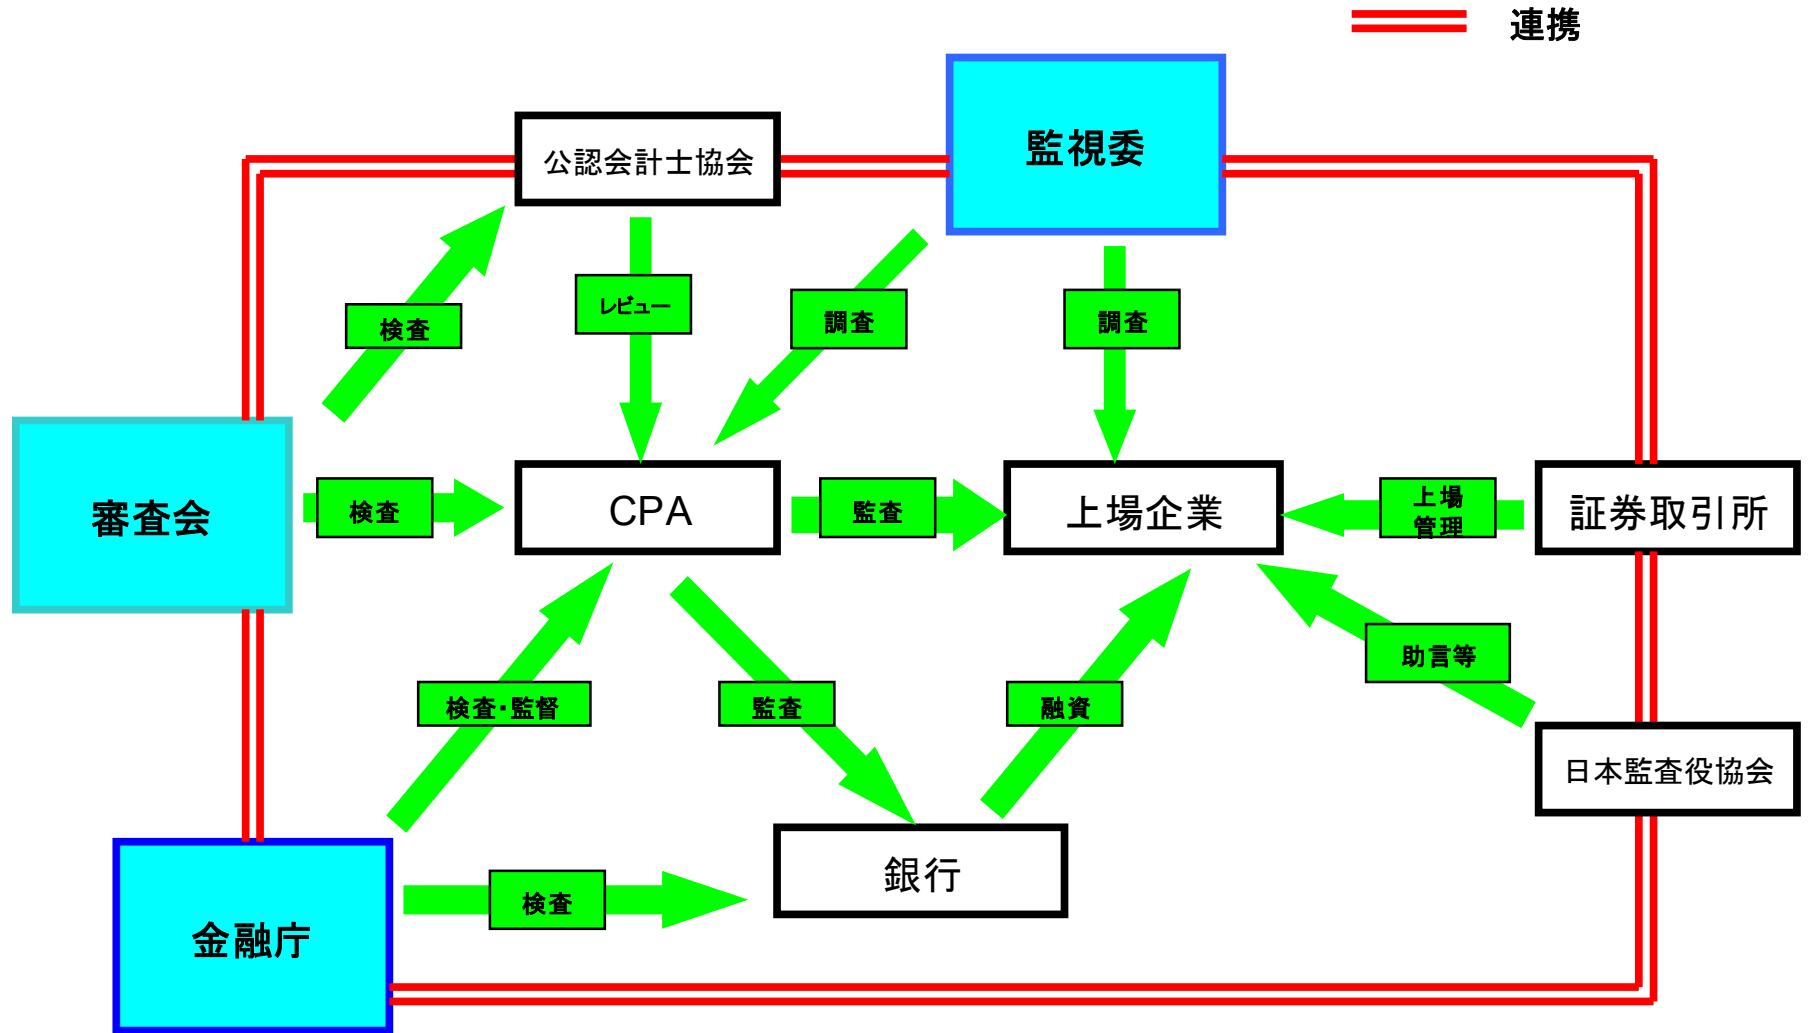 連携
監視委
公認会計士協会
検査
レビュー
調査
調査
審査会
検査
CPA
監査
上場企業
上場
管理
証券取引所
助言等
検査・監督
監査
融資
日本監査役協会
銀行
検査
金融庁